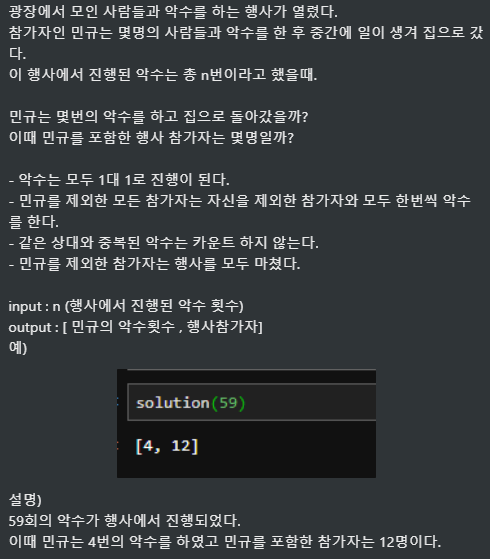 광장에서 모인 사람들과 악수를 하는 행사가 열렸다.
참가자인 민규는 몇명의 사람들과 악수를 한 후 중간에 일이 생겨 집으로 갔
다.
이 행사에서 진행된 악수는 총 n번이라고 했을때.
민규는 몇번의 악수를 하고 집으로 돌아갔을까?
이때 민규를 포함한 행사 참가자는 몇명일까?
- 악수는 모두 1대 1로 진행이 된다.
- 민규를 제외한 모든 참가자는 자신을 제외한 참가자와 모두 한번씩 악수
를 한다.
- 같은 상대와 중복된 악수는 카운트 하지 않는다.
- 민규를 제외한 참가자는 행사를 모두 마쳤다.
input : n (행사에서 진행된 악수 횟수)
output : [ 민규의 악수횟수 , 행사참가자]
예)
solution(59)
[4, 12]
설명)
59회의 악수가 행사에서 진행되었다.
이때 민규는 4번의 악수를 하였고 민규를 포함한 참가자는 12명이다.